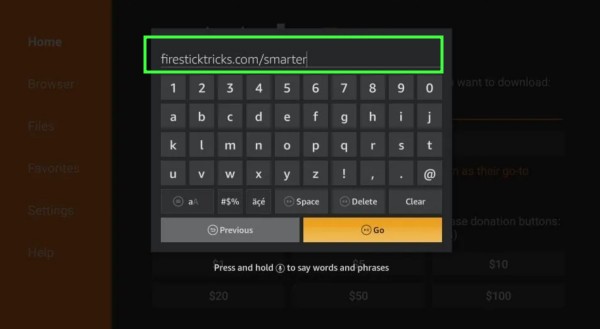 Home
Browser
Files
Favorites
Settings
Help
want to download:
as their go-to
donation buttons:
firesticktricks.com/smarter
1 2 3 4 5 6 7 8 9 0
a b c d e f g h i j
k l m n o p q r s t
u v w x y z ! , . @
aA #$% äçé Space Delete Clear
Previous Go
Press and hold to say words and phrases
$5 $10
$20 $50 $100